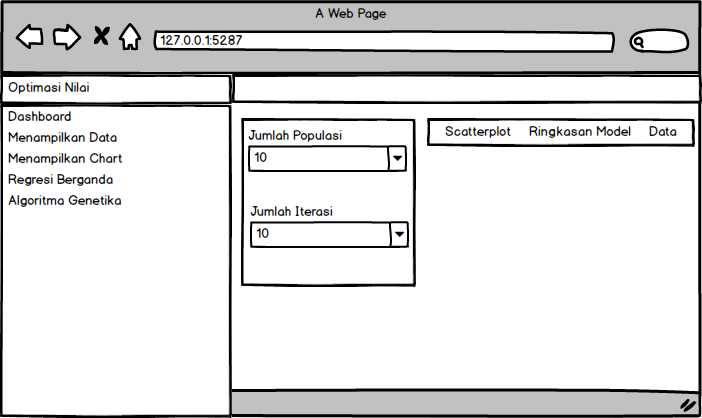 A Web Page
127.0.0.1:5287
Optimasi Nilai
Dashboard
Menampilkan Data
Menampilkan Chart
Regresi Berganda
Algoritma Genetika
Jumlah Populasi
10
Jumlah Iterasi
10
Scatterplot Ringkasan Model Data